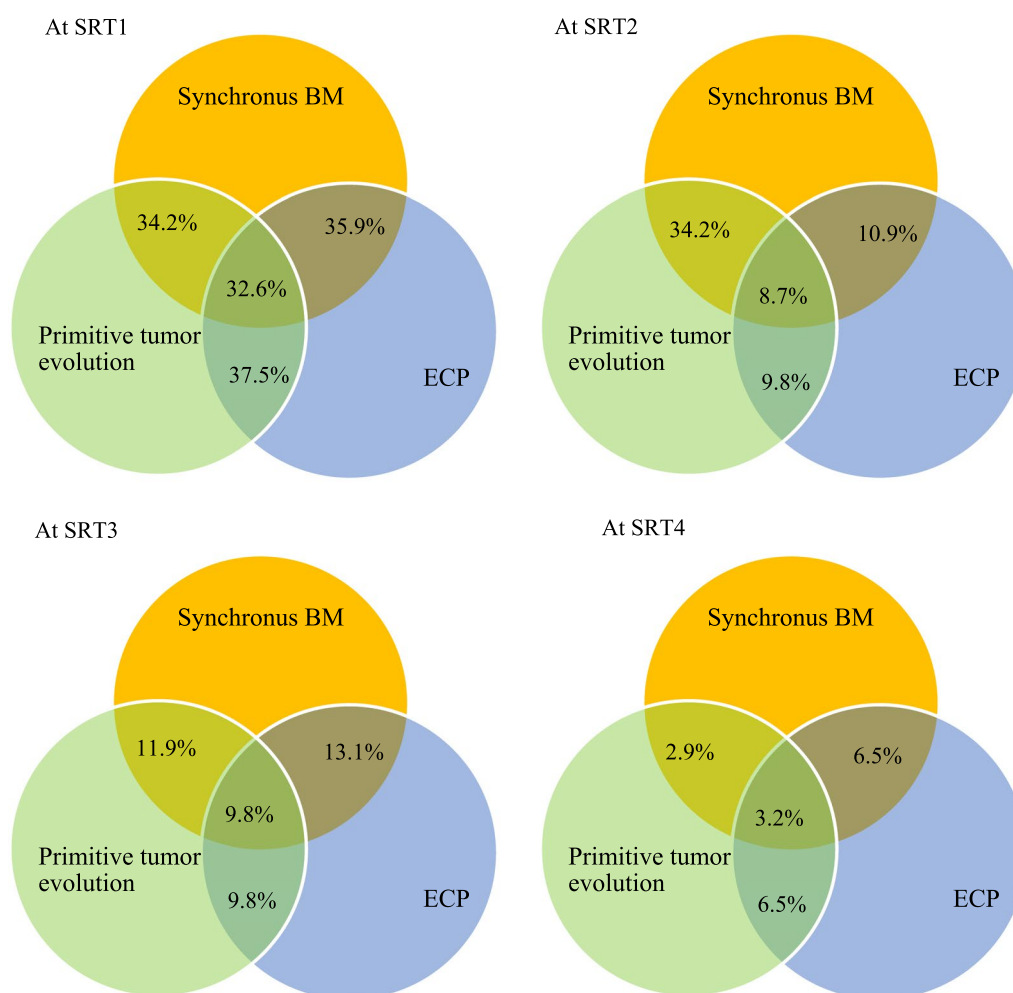 At SRT1
Synchronus BM
34.2%
35.9%
32.6%
Primitive tumor
evolution
37.5%
ECP
At SRT2
Synchronus BM
34.2%
10.9%
8.7%
Primitive tumor
evolution
9.8%
ECP
At SRT3
Synchronus BM
11.9%
13.1%
9.8%
Primitive tumor
evolution
9.8%
ECP
At SRT4
Synchronus BM
2.9%
6.5%
3.2%
Primitive tumor
evolution
6.5%
ECP